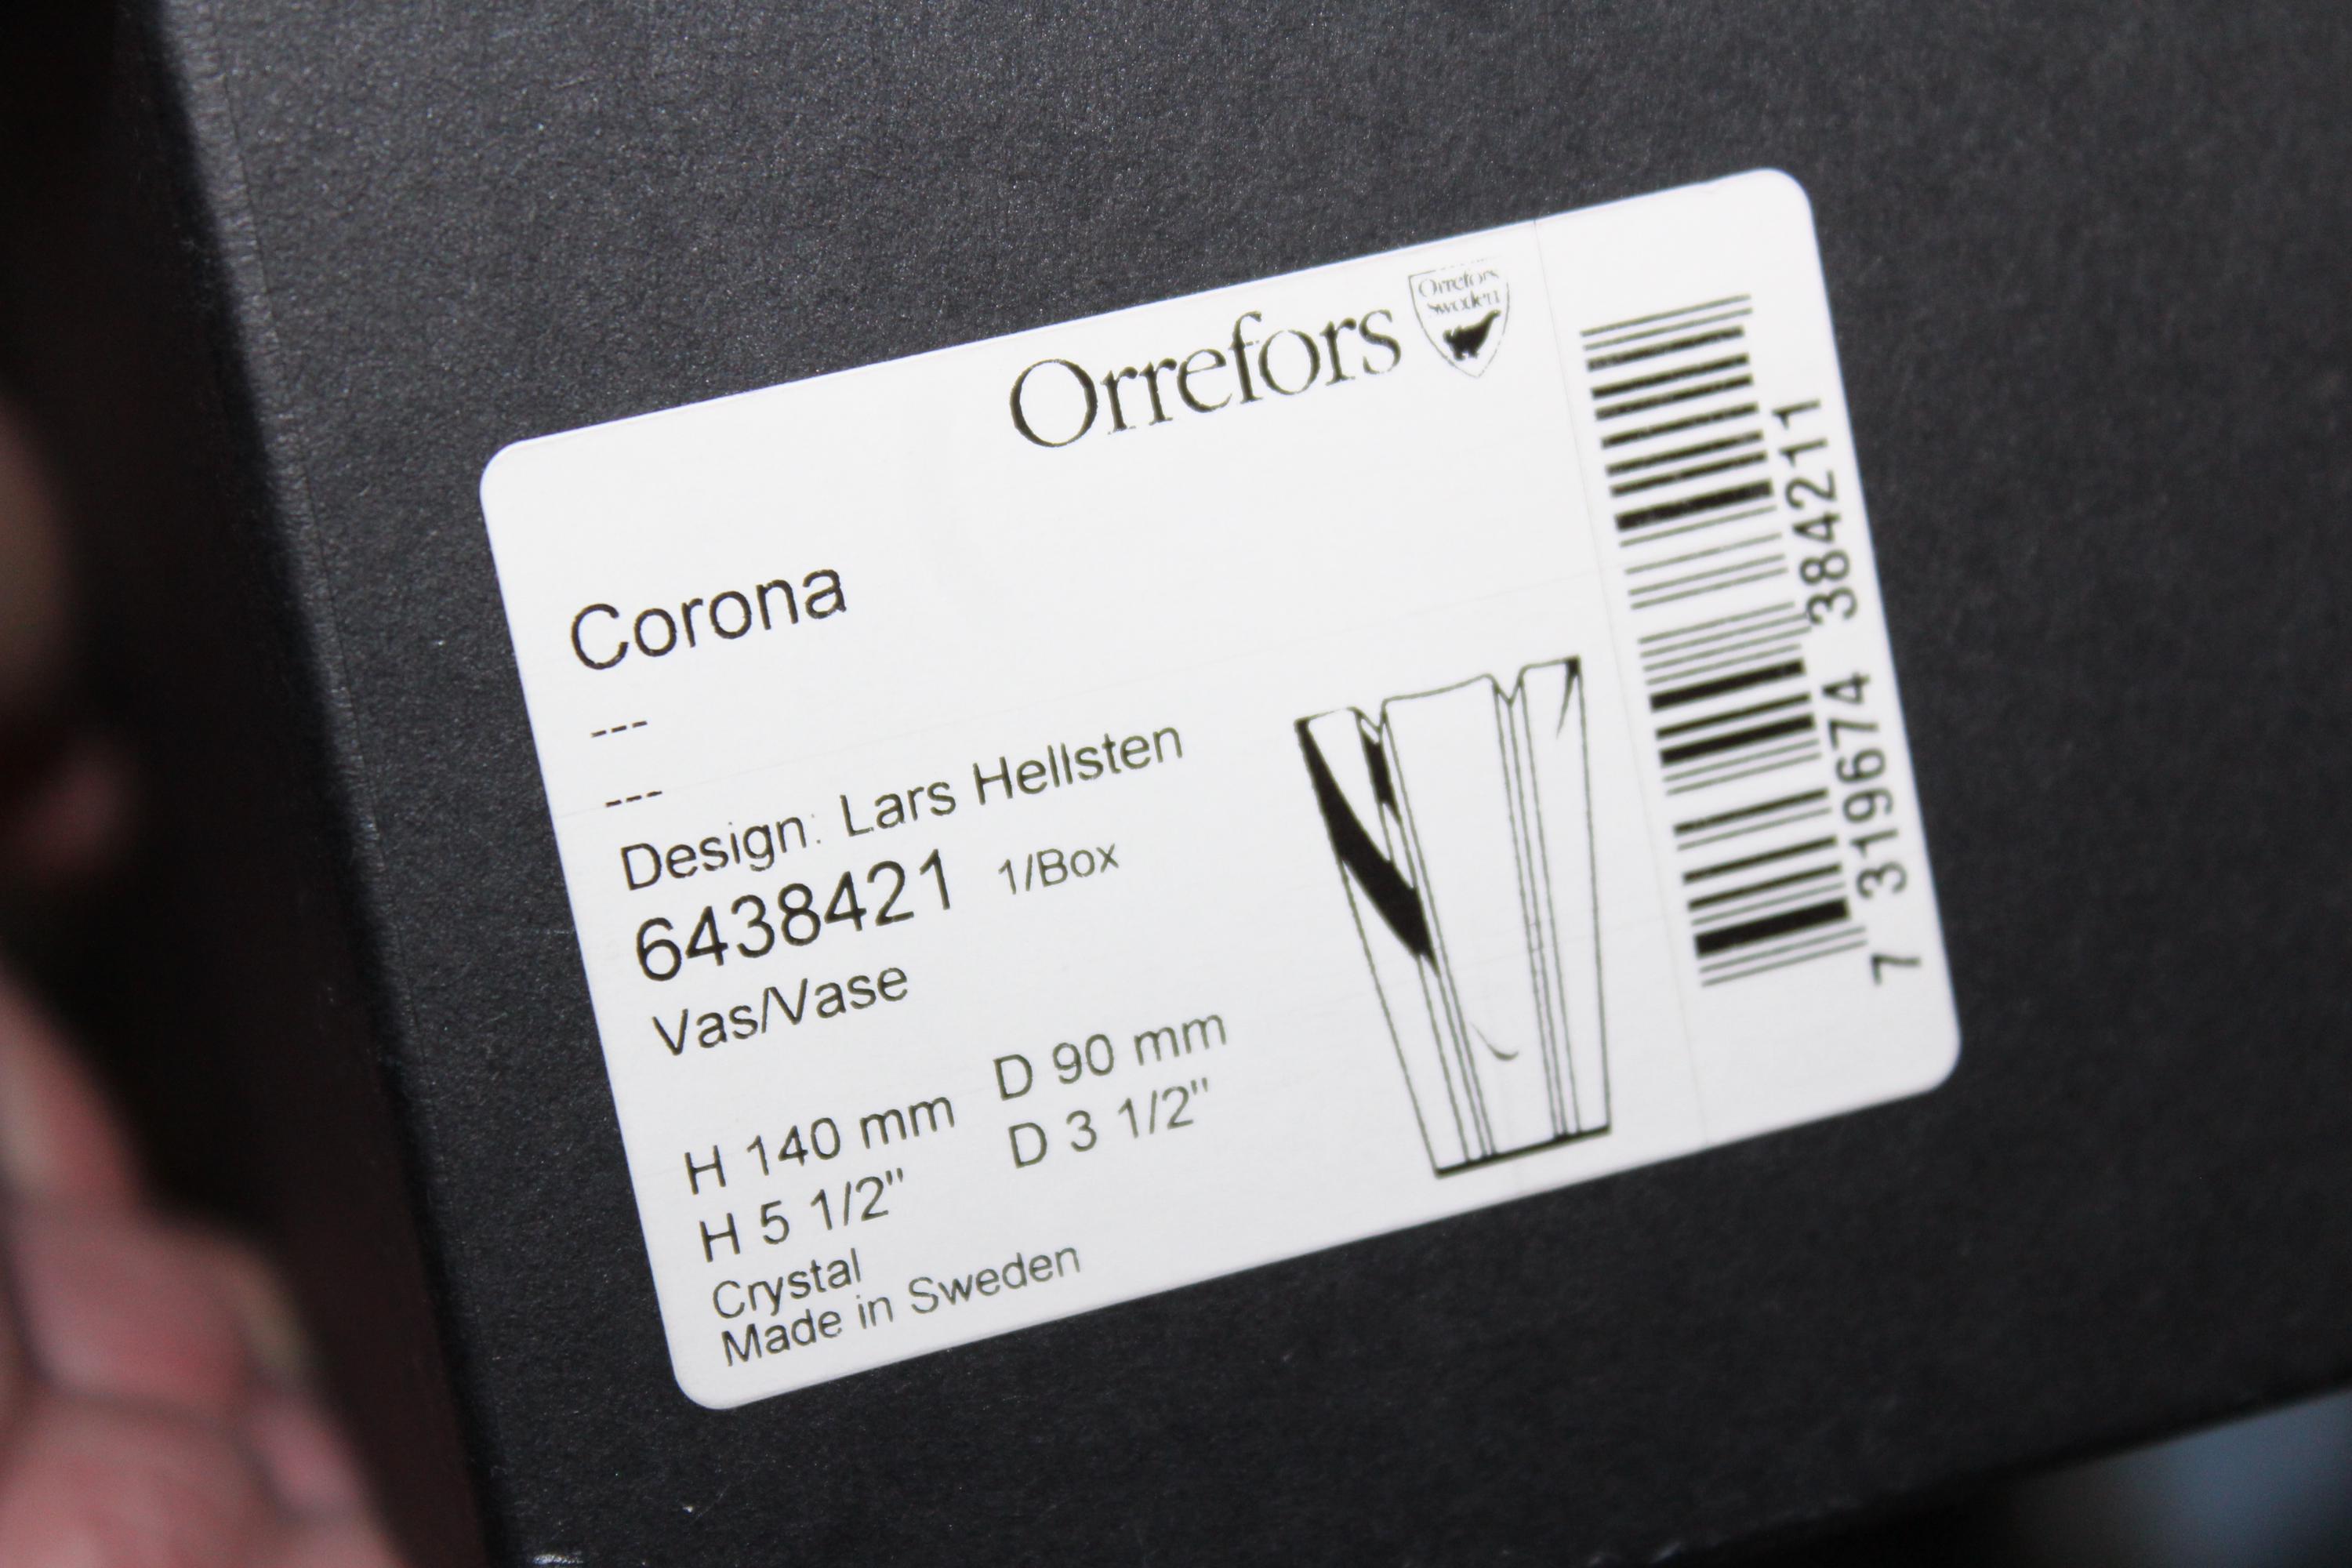 Orrefors
Orrefors
Sweden
Corona
---
---
Design: Lars Hellsten
6438421 1/Box
Vas/Vase
H 140 mm D 90 mm
H 5 1/2" D 3 1/2"
Crystal
Made in Sweden
7 319674 384211